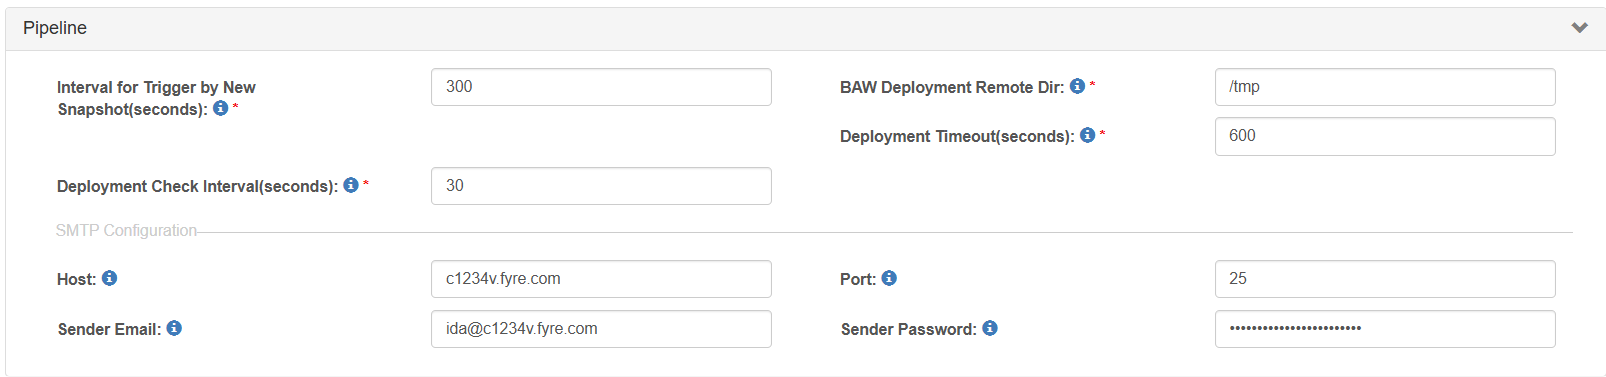 Pipeline
Interval for Trigger by New
Snapshot(seconds): *
300
BAW Deployment Remote Dir: *
/tmp
Deployment Timeout(seconds): *
600
Deployment Check Interval(seconds): *
30
SMTP Configuration
Host:
c1234v.fyre.com
Port:
25
Sender Email:
ida@c1234v.fyre.com
Sender Password:
••••••••••••••••••••••••